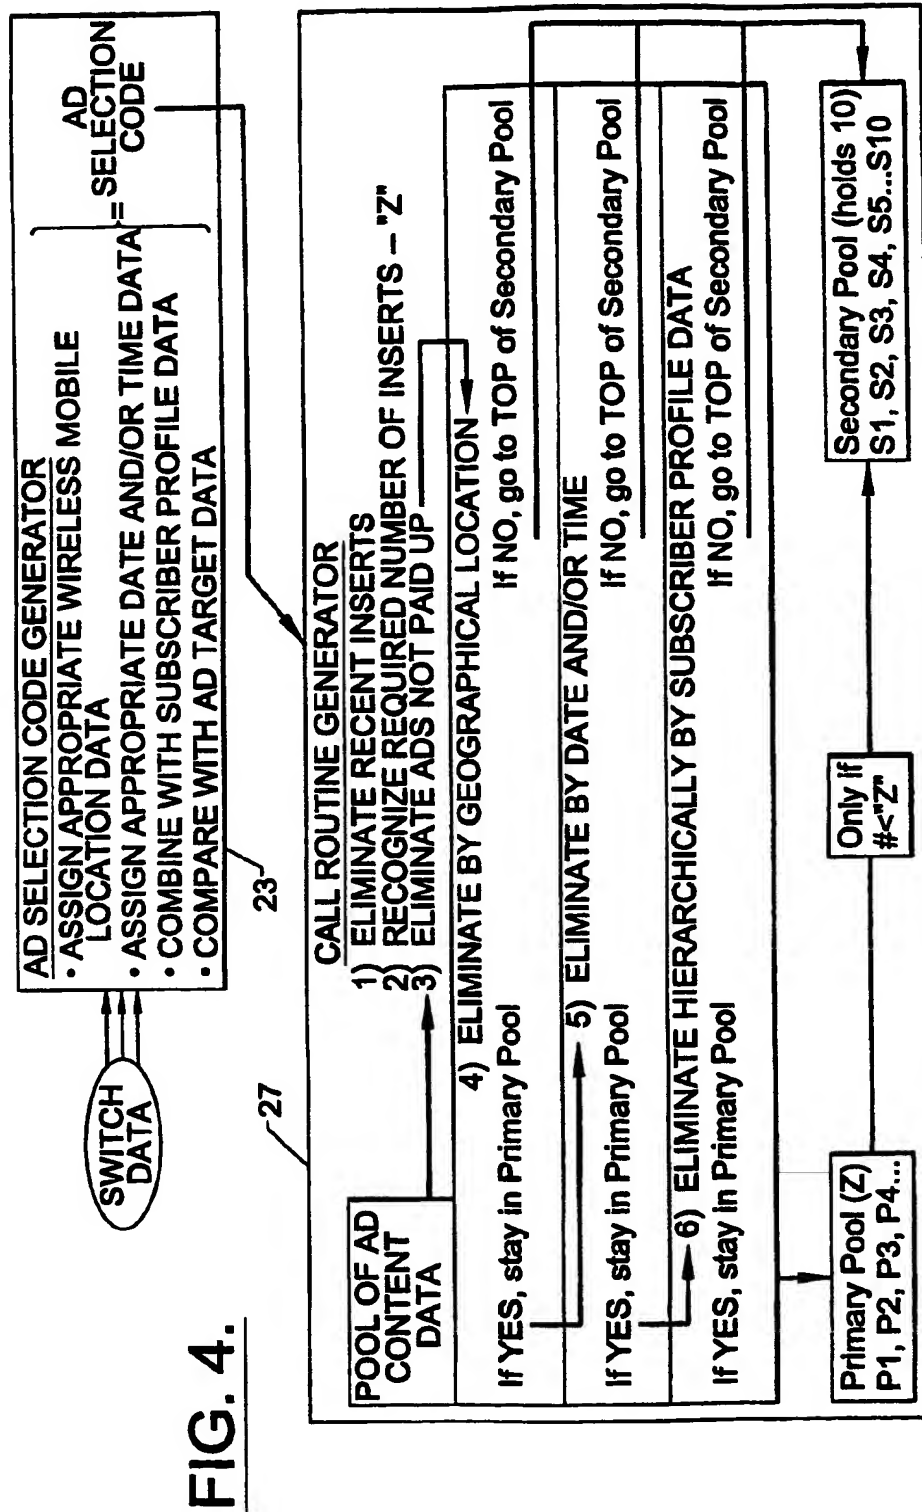 FIG. 4.
SWITCH
DATA
AD SELECTION CODE GENERATOR
• ASSIGN APPROPRIATE WIRELESS MOBILE
LOCATION DATA
• ASSIGN APPROPRIATE DATE AND/OR TIME DATA
• COMBINE WITH SUBSCRIBER PROFILE DATA
• COMPARE WITH AD TARGET DATA
=
AD
SELECTION
CODE
23
27
POOL OF AD
CONTENT
DATA
CALL ROUTINE GENERATOR
1) ELIMINATE RECENT INSERTS
2) RECOGNIZE REQUIRED NUMBER OF INSERTS – "Z"
3) ELIMINATE ADS NOT PAID UP
4) ELIMINATE BY GEOGRAPHICAL LOCATION
If YES, stay in Primary Pool
If NO, go to TOP of Secondary Pool
5) ELIMINATE BY DATE AND/OR TIME
If YES, stay in Primary Pool
If NO, go to TOP of Secondary Pool
6) ELIMINATE HIERARCHICALLY BY SUBSCRIBER PROFILE DATA
If YES, stay in Primary Pool
If NO, go to TOP of Secondary Pool
Primary Pool (Z)
P1, P2, P3, P4...
Only if
#<"Z"
Secondary Pool (holds 10)
S1, S2, S3, S4, S5...S10